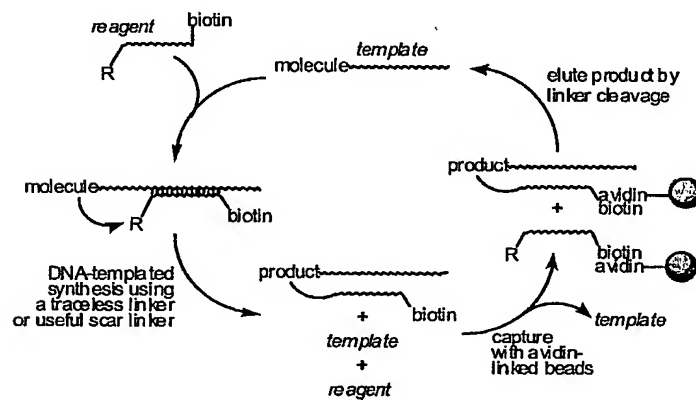 biotin
reagent
R
molecule
template
elute product by
linker cleavage
molecule
R
biotin
product
avidin
biotin
+
R
biotin
avidin
DNA-templated
synthesis using
a traceless linker
or useful scar linker
product
biotin
+
template
+
reagent
capture
with avidin-
linked beads
template